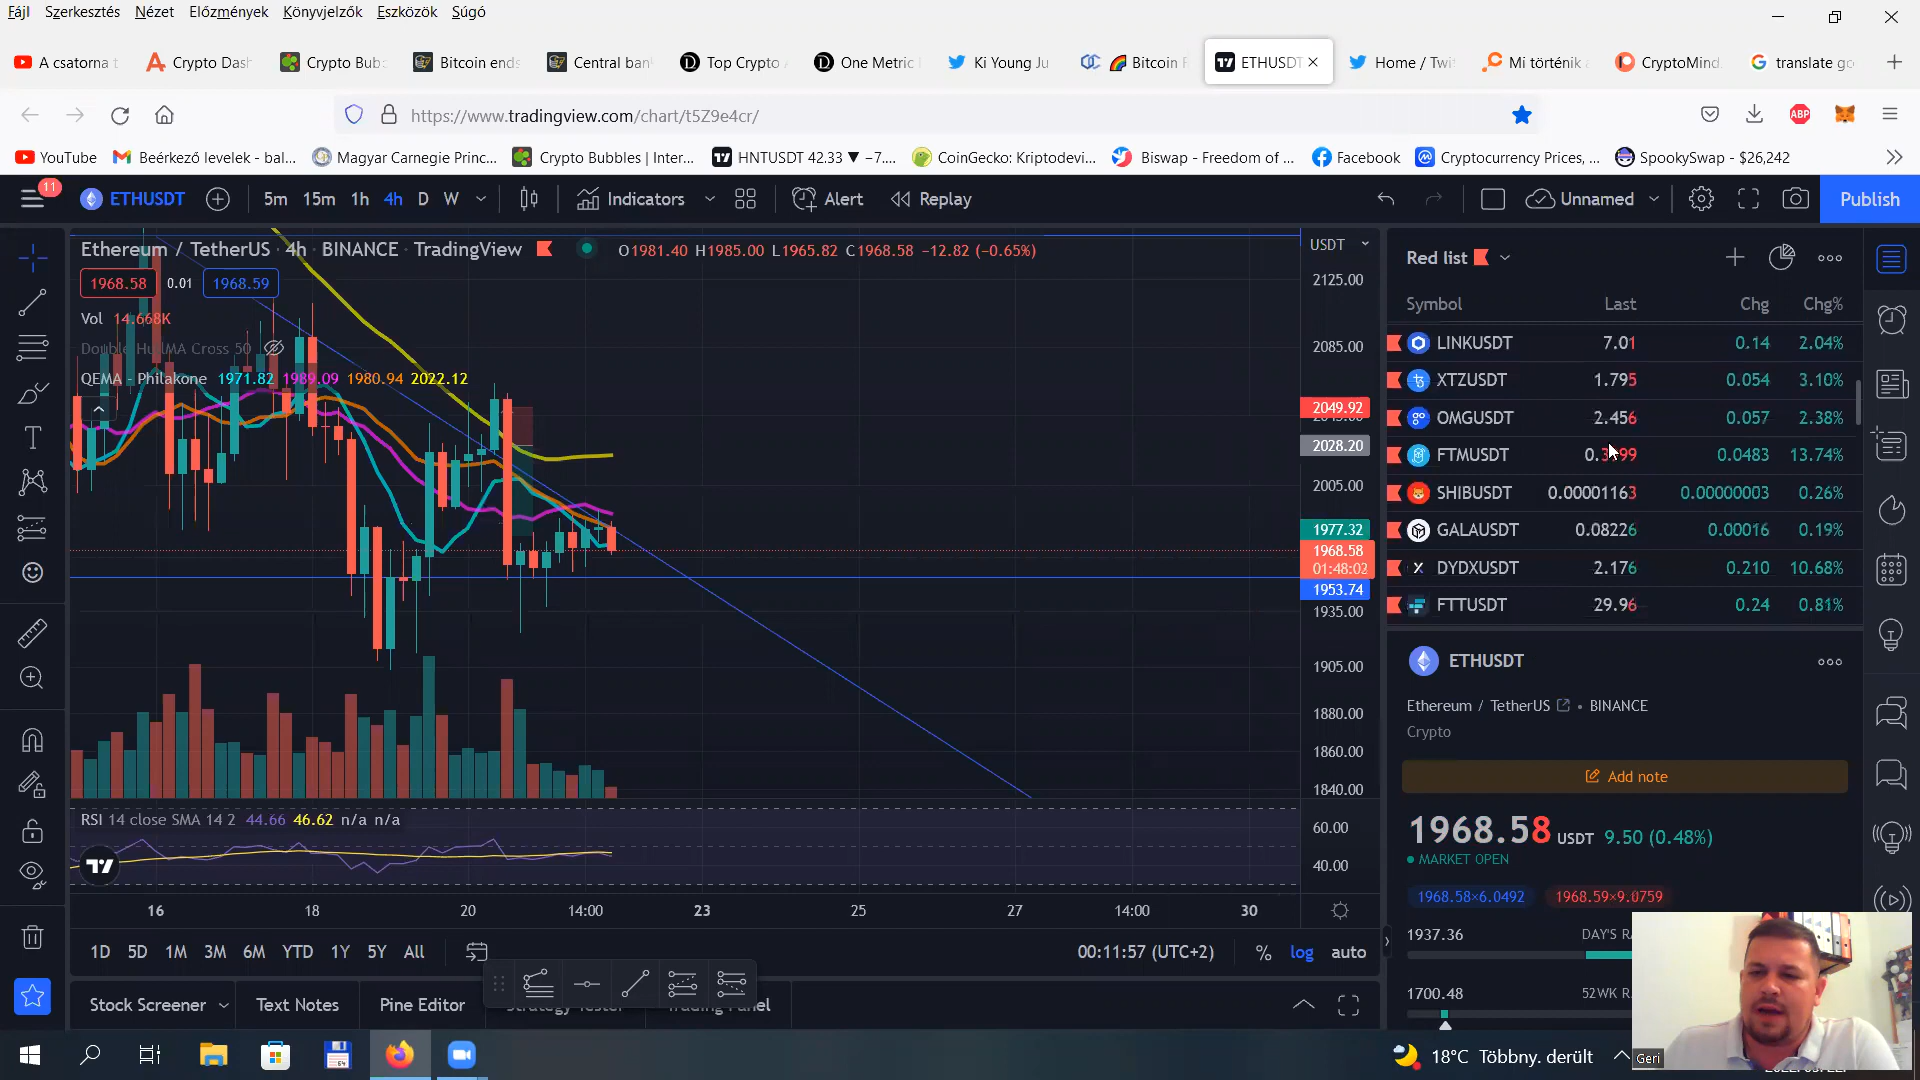 Fájl Szerkesztés Nézet Előzmények Könyvjelzők Eszközök Súgó
A csatorna t Crypto Das Crypto Bub Bitcoin ends Central ban Top Crypto One Metric Ki Young Ju Bitcoin ETHUSDT Home / Twi Mi történik CryptoMind translate go
https://www.tradingview.com/chart/t5Z9e4cr/
YouTube Beérkező levelek - bal... Magyar Carnegie Princ... Crypto Bubbles | Inter... HNTUSDT 42.33 ▼ −7.... CoinGecko: Kriptodevi... Biswap - Freedom of ... Facebook Cryptocurrency Prices, ... SpookySwap - $26,242
11 ETHUSDT 5m 15m 1h 4h D W Indicators Alert Replay Unnamed Publish
Ethereum / TetherUS · 4h · BINANCE · TradingView O1981.40 H1985.00 L1965.82 C1968.58 −12.82 (−0.65%)
1968.58 0.01 1968.59
Vol 14.668K
Double HullMA Cross 50
QEMA - Philakone 1971.82 1989.09 1980.94 2022.12
USDT
2125.00
2085.00
2049.92
2028.20
2005.00
1977.32
1968.58
01:48:02
1953.74
1935.00
1905.00
1880.00
1860.00
1840.00
RSI 14 close SMA 14 2 44.66 46.62 n/a n/a
60.00
40.00
16 18 20 14:00 23 25 27 14:00 30
1D 5D 1M 3M 6M YTD 1Y 5Y All 00:11:57 (UTC+2) % log auto
Stock Screener Text Notes Pine Editor Strategy Tester Trading Panel
Red list
Symbol Last Chg Chg%
LINKUSDT 7.01 0.14 2.04%
XTZUSDT 1.795 0.054 3.10%
OMGUSDT 2.456 0.057 2.38%
FTMUSDT 0.3999 0.0483 13.74%
SHIBUSDT 0.00001163 0.00000003 0.26%
GALAUSDT 0.08226 0.00016 0.19%
DYDXUSDT 2.176 0.210 10.68%
FTTUSDT 29.96 0.24 0.81%
ETHUSDT
Ethereum / TetherUS • BINANCE
Crypto
Add note
1968.58 USDT 9.50 (0.48%)
MARKET OPEN
1968.58×6.0492 1968.59×9.0759
1937.36 DAY'S
1700.48 52WK
18°C Többny. derült
Geri